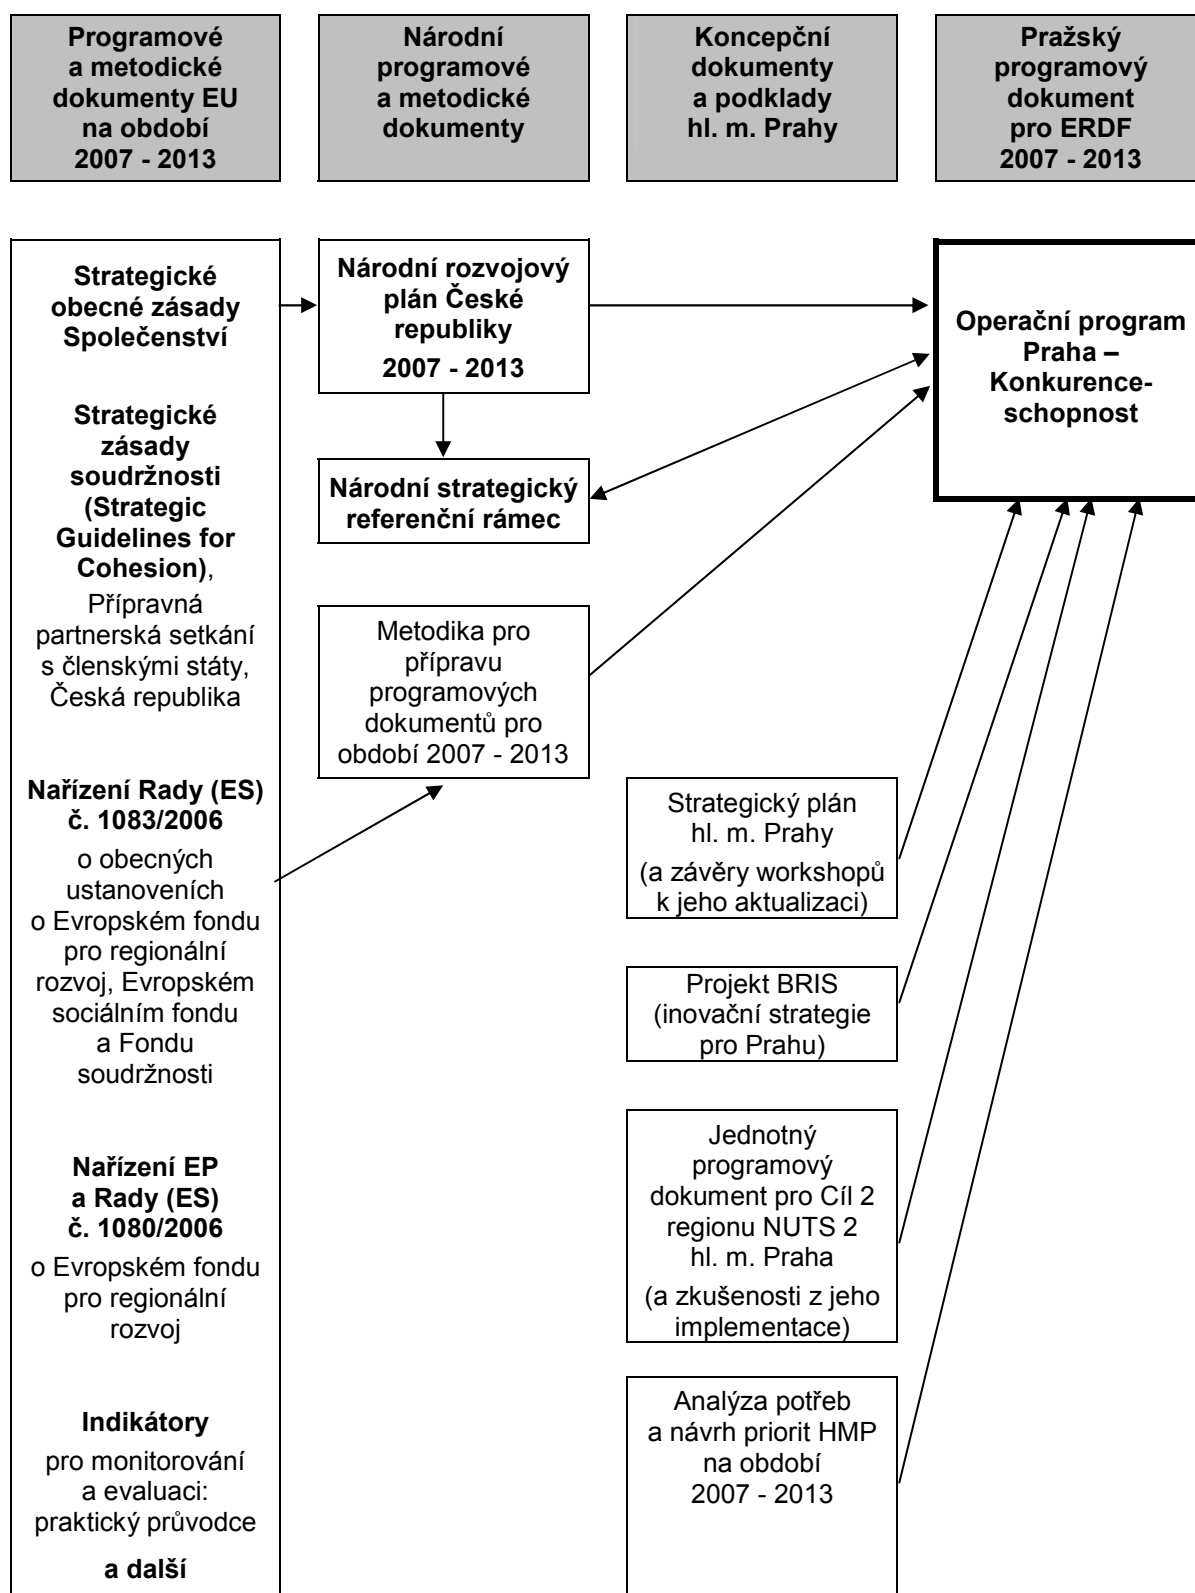 Programové
a metodické
dokumenty EU
na období
2007 - 2013
Národní
programové
a metodické
dokumenty
Koncepční
dokumenty
a podklady
hl. m. Prahy
Pražský
programový
dokument
pro ERDF
2007 - 2013
Strategické
obecné zásady
Společenství
Strategické
zásady
soudržnosti
(Strategic
Guidelines for
Cohesion),
Přípravná
partnerská setkání
s členskými státy,
Česká republika
Nařízení Rady (ES)
č. 1083/2006
o obecných
ustanoveních
o Evropském fondu
pro regionální
rozvoj, Evropském
sociálním fondu
a Fondu
soudržnosti
Nařízení EP
a Rady (ES)
č. 1080/2006
o Evropském fondu
pro regionální
rozvoj
Indikátory
pro monitorování
a evaluaci:
praktický průvodce
a další
Národní rozvojový
plán České
republiky
2007 - 2013
Národní strategický
referenční rámec
Metodika pro
přípravu
programových
dokumentů pro
období 2007 - 2013
Strategický plán
hl. m. Prahy
(a závěry workshopů
k jeho aktualizaci)
Projekt BRIS
(inovační strategie
pro Prahu)
Jednotný
programový
dokument pro Cíl 2
regionu NUTS 2
hl. m. Praha
(a zkušenosti z jeho
implementace)
Analýza potřeb
a návrh priorit HMP
na období
2007 - 2013
Operační program
Praha –
Konkurence-
schopnost